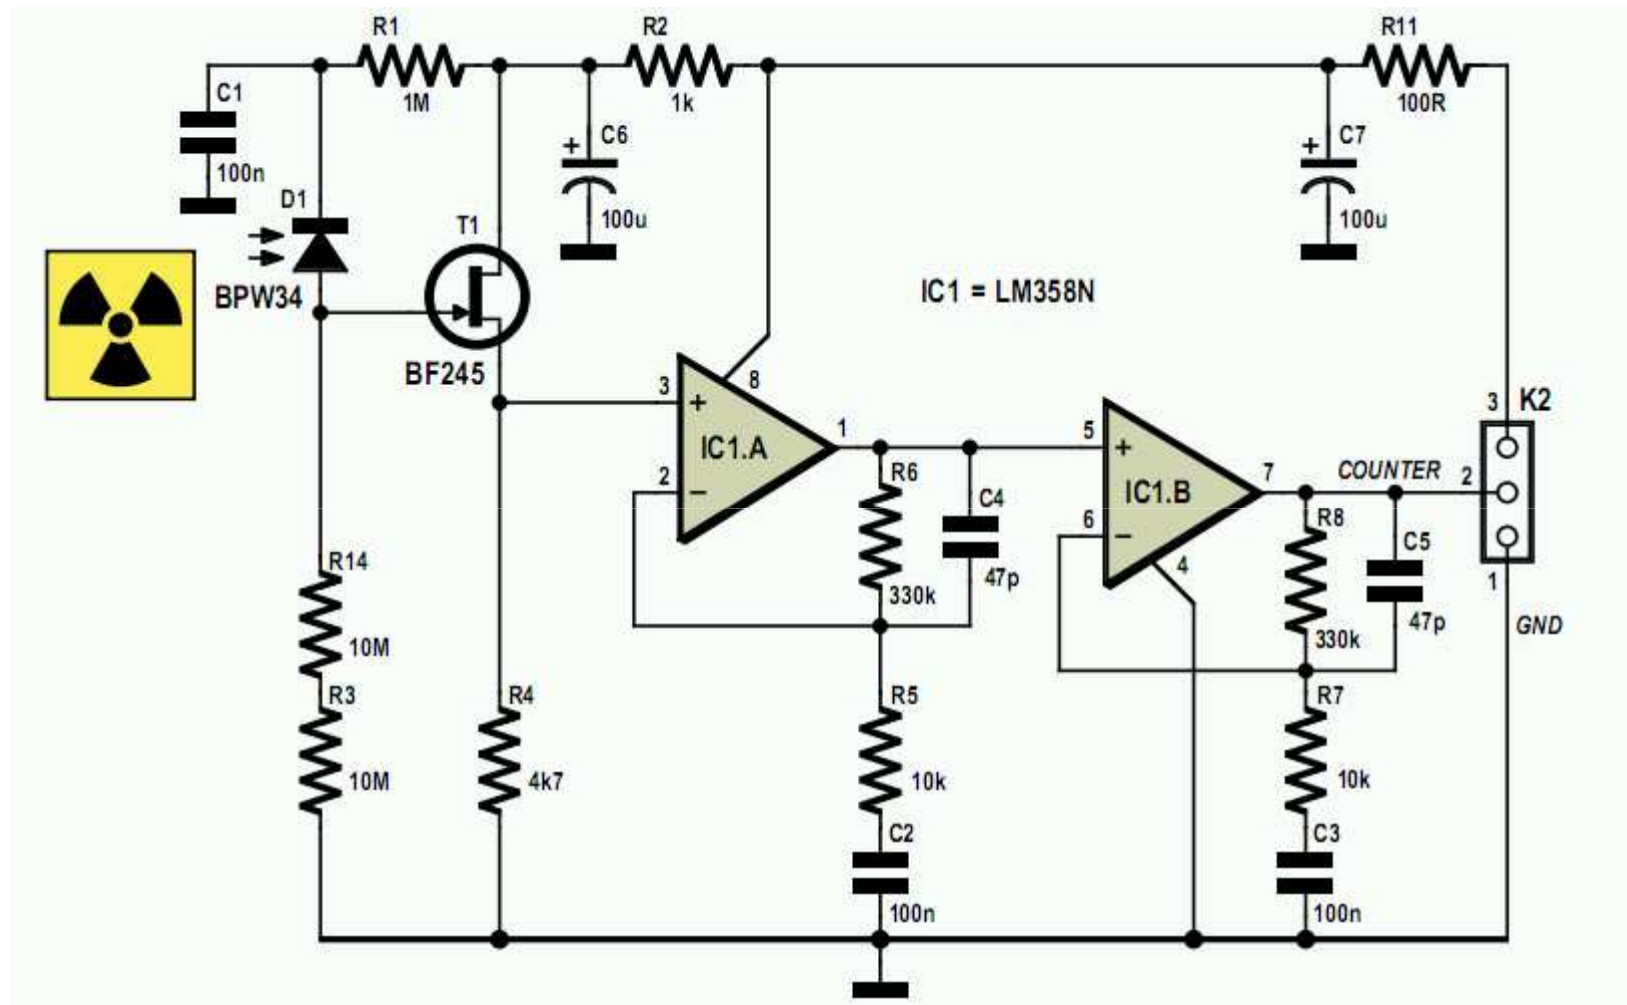 R1
1M
R2
1k
R11
100R
C1
100n
C6
+
100u
C7
+
100u
D1
BPW34
T1
BF245
IC1 = LM358N
3
+
8
IC1.A
1
2
−
R6
330k
C4
47p
5
+
IC1.B
7
6
−
4
COUNTER
2
3
K2
1
GND
R8
330k
C5
47p
R14
10M
R3
10M
R4
4k7
R5
10k
C2
100n
R7
10k
C3
100n